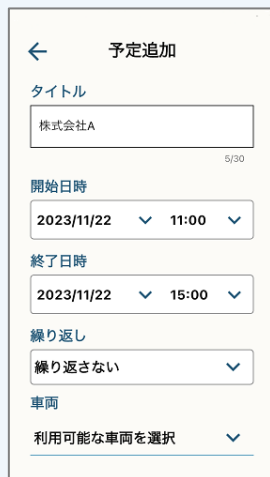 予定追加
タイトル
株式会社A
5/30
開始日時
2023/11/22 11:00
終了日時
2023/11/22 15:00
繰り返し
繰り返さない
車両
利用可能な車両を選択